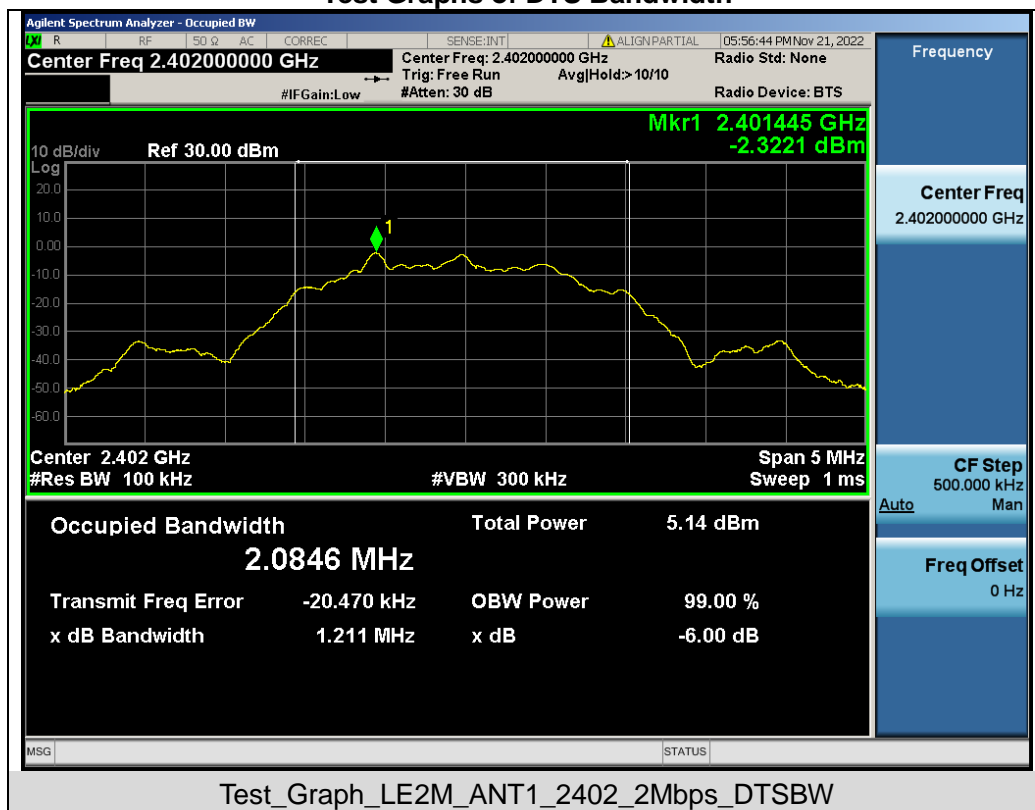 Test Graphs of DTS Bandwidth
Agilent Spectrum Analyzer - Occupied BW
LXI R RF 50 Ω AC CORREC SENSE:INT ALIGN PARTIAL 05:56:44 PM Nov 21, 2022
Center Freq 2.402000000 GHz
Center Freq: 2.402000000 GHz
Radio Std: None
Trig: Free Run Avg|Hold:> 10/10
#IFGain:Low
#Atten: 30 dB
Radio Device: BTS
Frequency
Mkr1 2.401445 GHz
-2.3221 dBm
10 dB/div Ref 30.00 dBm
Log
20.0
10.0
0.00
-10.0
-20.0
-30.0
-40.0
-50.0
-60.0
1
Center 2.402 GHz Span 5 MHz
#Res BW 100 kHz #VBW 300 kHz Sweep 1 ms
Occupied Bandwidth Total Power 5.14 dBm
2.0846 MHz
Transmit Freq Error -20.470 kHz OBW Power 99.00 %
x dB Bandwidth 1.211 MHz x dB -6.00 dB
Center Freq
2.402000000 GHz
CF Step
500.000 kHz
Auto Man
Freq Offset
0 Hz
MSG STATUS
Test_Graph_LE2M_ANT1_2402_2Mbps_DTSBW